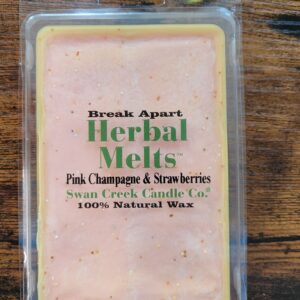 Break Apart
Herbal
Melts™
Pink Champagne & Strawberries
Swan Creek Candle Co.®
100% Natural Wax